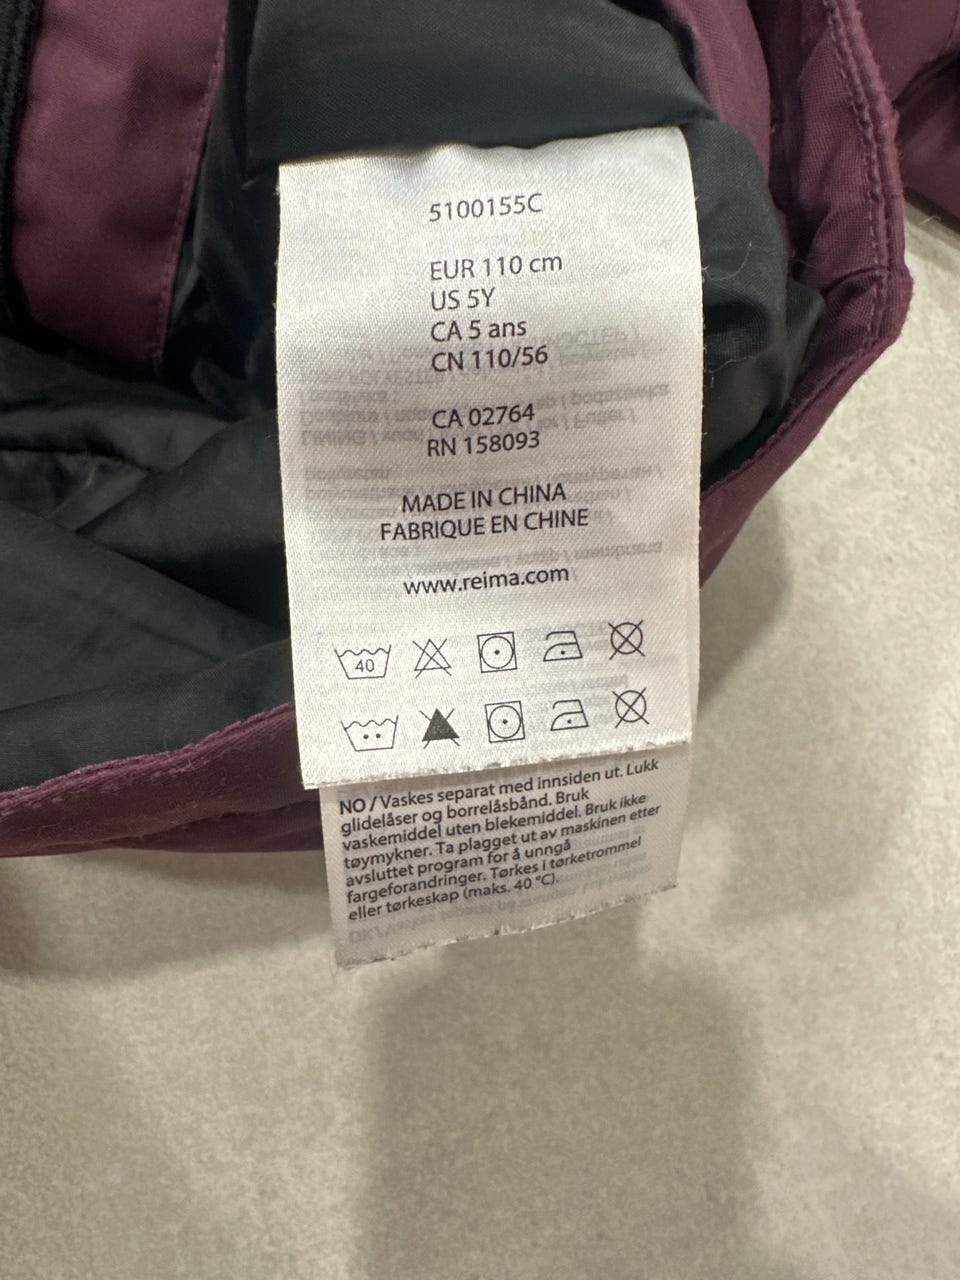 5100155C
EUR 110 cm
US 5Y
CA 5 ans
CN 110/56
CA 02764
RN 158093
MADE IN CHINA
FABRIQUE EN CHINE
www.reima.com
40
NO / Vaskes separat med innsiden ut. Lukk
glidelåser og borrelåsbånd. Bruk
vaskemiddel uten blekemiddel. Bruk ikke
tøymykner. Ta plagget ut av maskinen etter
avsluttet program for å unngå
fargeforandringer. Tørkes i tørketrommel
eller tørkeskap (maks. 40 °C).